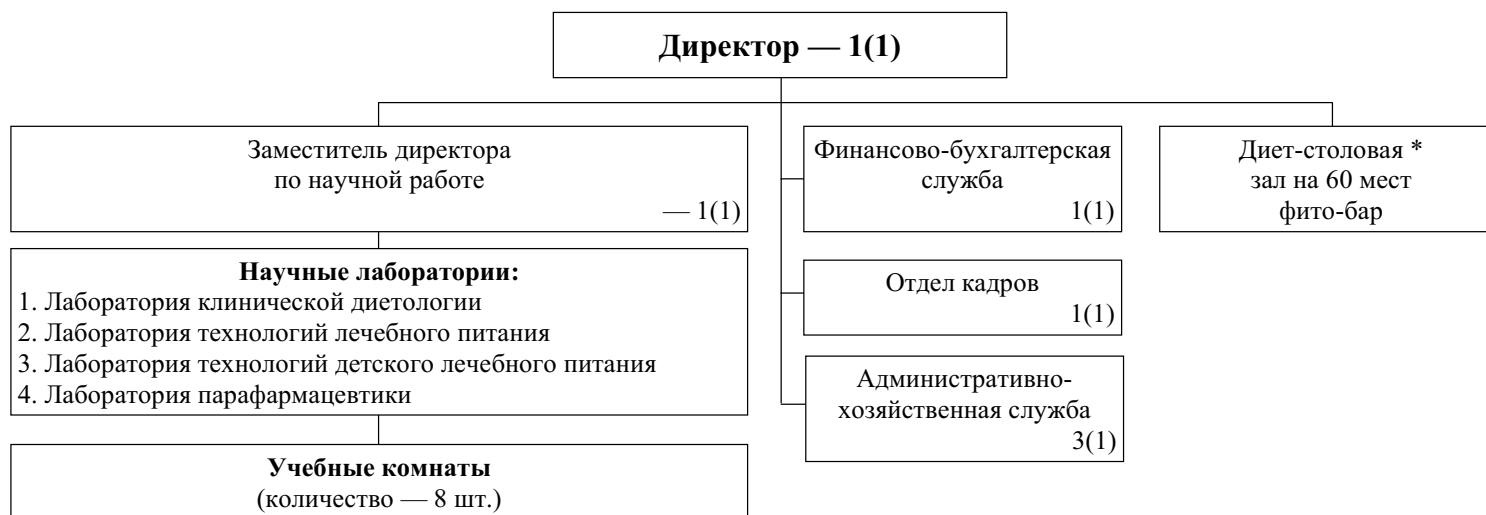 Директор — 1(1)
Заместитель директора
по научной работе
— 1(1)
Научные лаборатории:
1. Лаборатория клинической диетологии
2. Лаборатория технологий лечебного питания
3. Лаборатория технологий детского лечебного питания
4. Лаборатория парафармацевтики
Учебные комнаты
(количество — 8 шт.)
Финансово-бухгалтерская
служба
1(1)
Отдел кадров
1(1)
Административно-
хозяйственная служба
3(1)
Диет-столовая *
зал на 60 мест
фито-бар